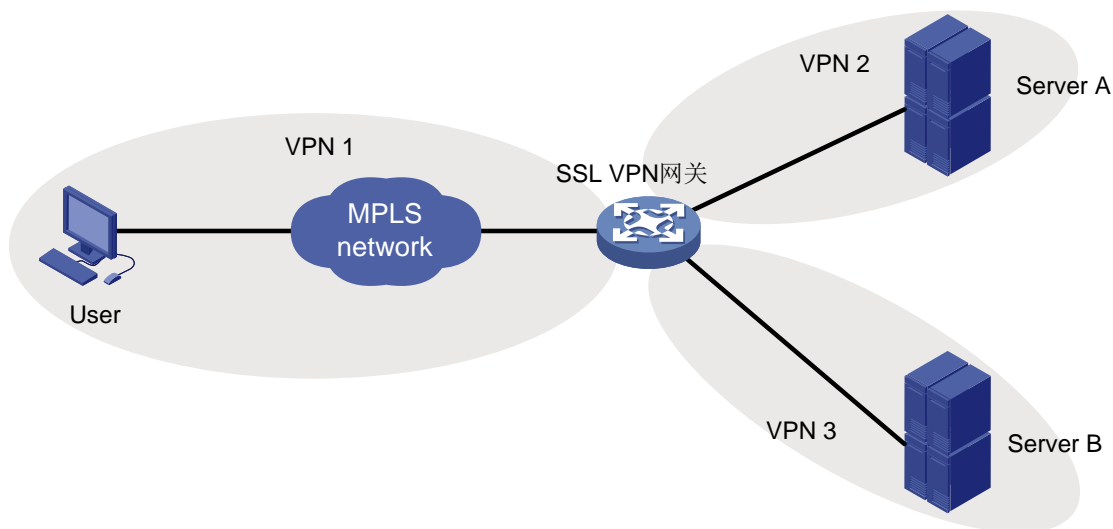 VPN 2
Server A
VPN 1
SSL VPN网关
MPLS
network
User
VPN 3
Server B